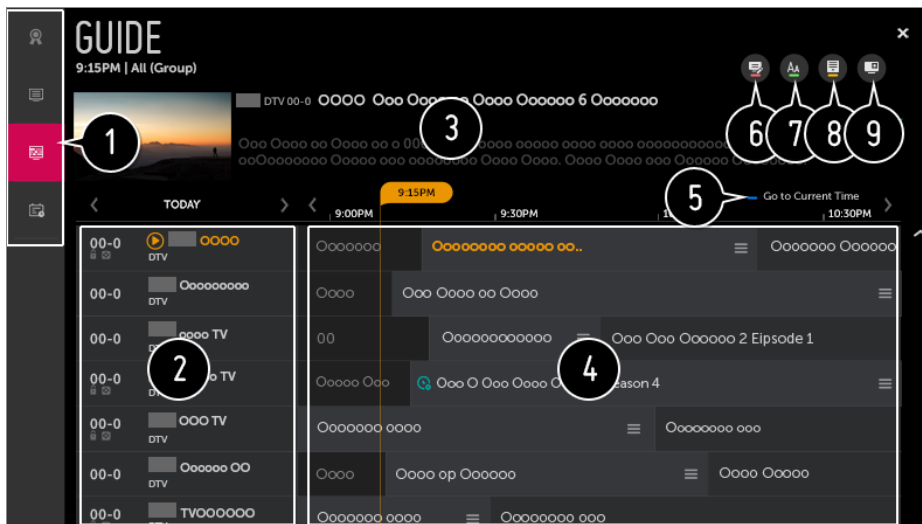 GUIDE
9:15PM | All (Group)
DTV 00-0 OOOO Ooo Oooooo 6 Ooooooo
1
2
3
4
5
6
7
8
9
AA
9:15PM
Go to Current Time
TODAY
9:00PM
9:30PM
10:30PM
00-0 OOOO
DTV
Ooooooo
Oooooooo ooooo oo..
Ooooooo Oooooo
00-0 Ooooooooo
DTV
Oooo
Ooo Oooo oo Oooo
00-0 oooo TV
00
Oooooooooooo
Ooo Ooo Oooooo 2 Eipsode 1
00-0 TV
DTV
Ooooo Ooo
Ooo O Ooo Oooo O
eason 4
00-0 OOO TV
DTV
Ooooooo oooo
Oooooooo ooo
00-0 Oooooo OO
DTV
Oooo
Oooo op Oooooo
Oooo Ooooo
00-0 TVOOOOOO
Ooooooo oooo
Oooooooo ooo